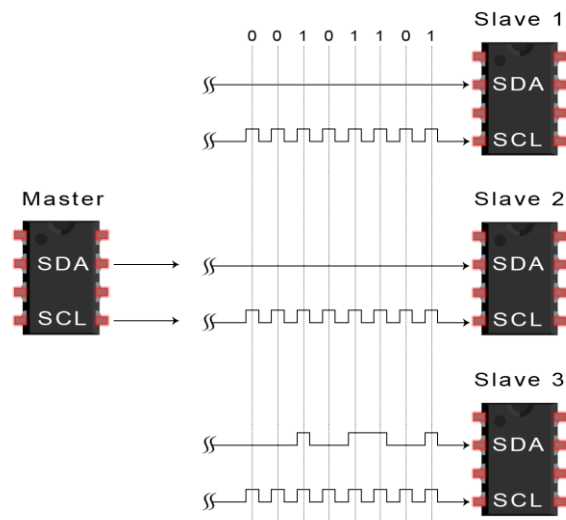 Slave 1
0 0 1 0 1 1 0 1
SDA
SCL
Master
SDA
SCL
Slave 2
SDA
SCL
Slave 3
SDA
SCL